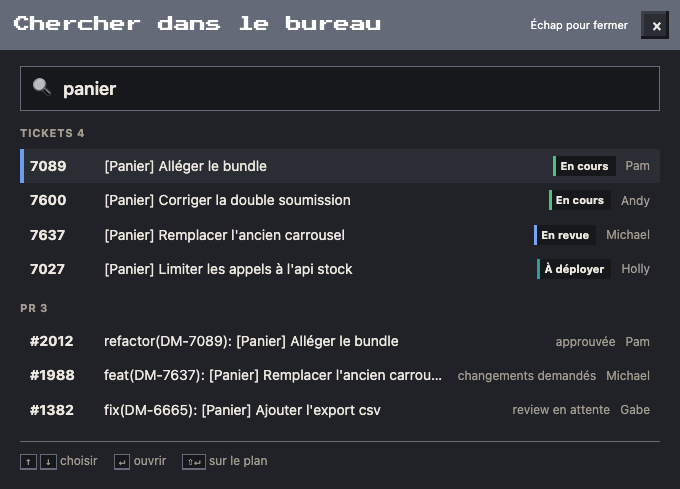 Chercher dans le bureau Échap pour fermer ×
panier
TICKETS 4
7089 [Panier] Alléger le bundle En cours Pam
7600 [Panier] Corriger la double soumission En cours Andy
7637 [Panier] Remplacer l'ancien carrousel En revue Michael
7027 [Panier] Limiter les appels à l'api stock À déployer Holly
PR 3
#2012 refactor(DM-7089): [Panier] Alléger le bundle approuvée Pam
#1988 feat(DM-7637): [Panier] Remplacer l'ancien carrou... changements demandés Michael
#1382 fix(DM-6665): [Panier] Ajouter l'export csv review en attente Gabe
↑ ↓ choisir ↵ ouvrir ⇧↵ sur le plan